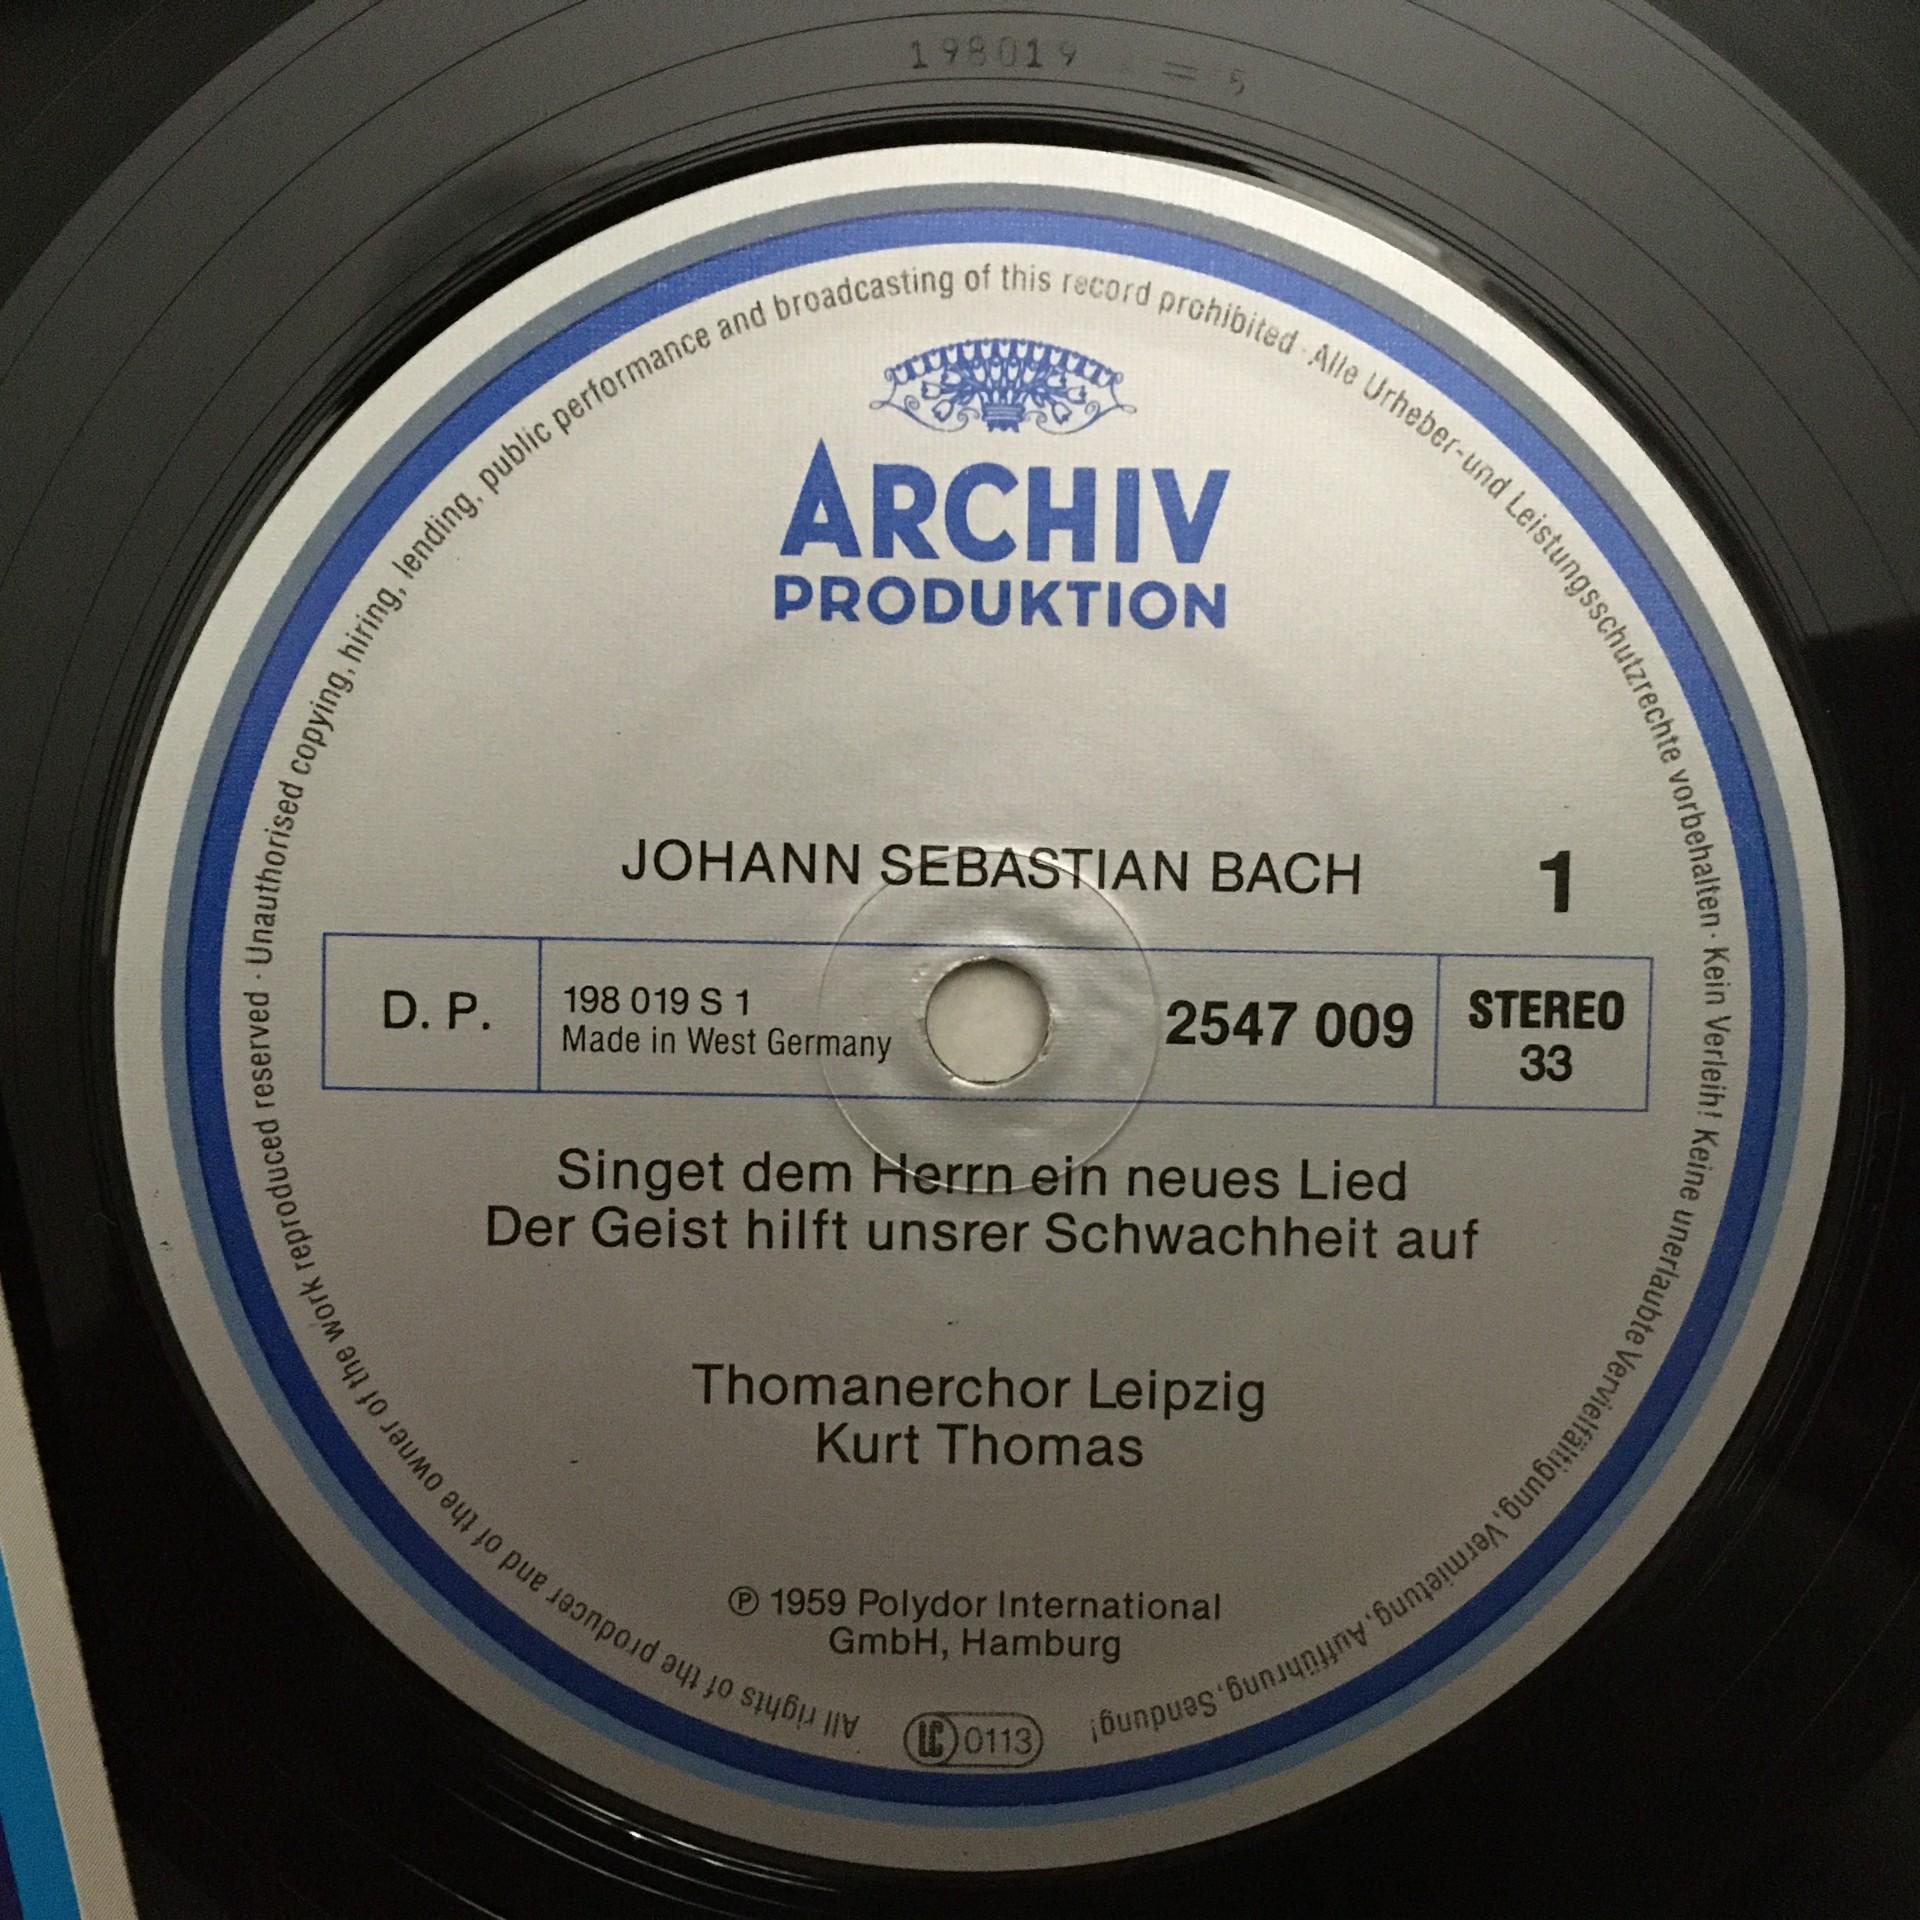 198019 = 5
ARCHIV
PRODUKTION
JOHANN SEBASTIAN BACH
1
D. P.
198 019 S 1
Made in West Germany
2547 009
STEREO
33
Singet dem Herrn ein neues Lied
Der Geist hilft unsrer Schwachheit auf
Thomanerchor Leipzig
Kurt Thomas
℗ 1959 Polydor International
GmbH, Hamburg
LC 0113
All rights of the producer and of the owner of the work reproduced reserved · Unauthorised copying, hiring, lending, public performance and broadcasting of this record prohibited · Alle Urheber- und Leistungsschutzrechte vorbehalten · Kein Verleih! Keine unerlaubte Vervielfältigung, Vermietung, Aufführung, Sendung!